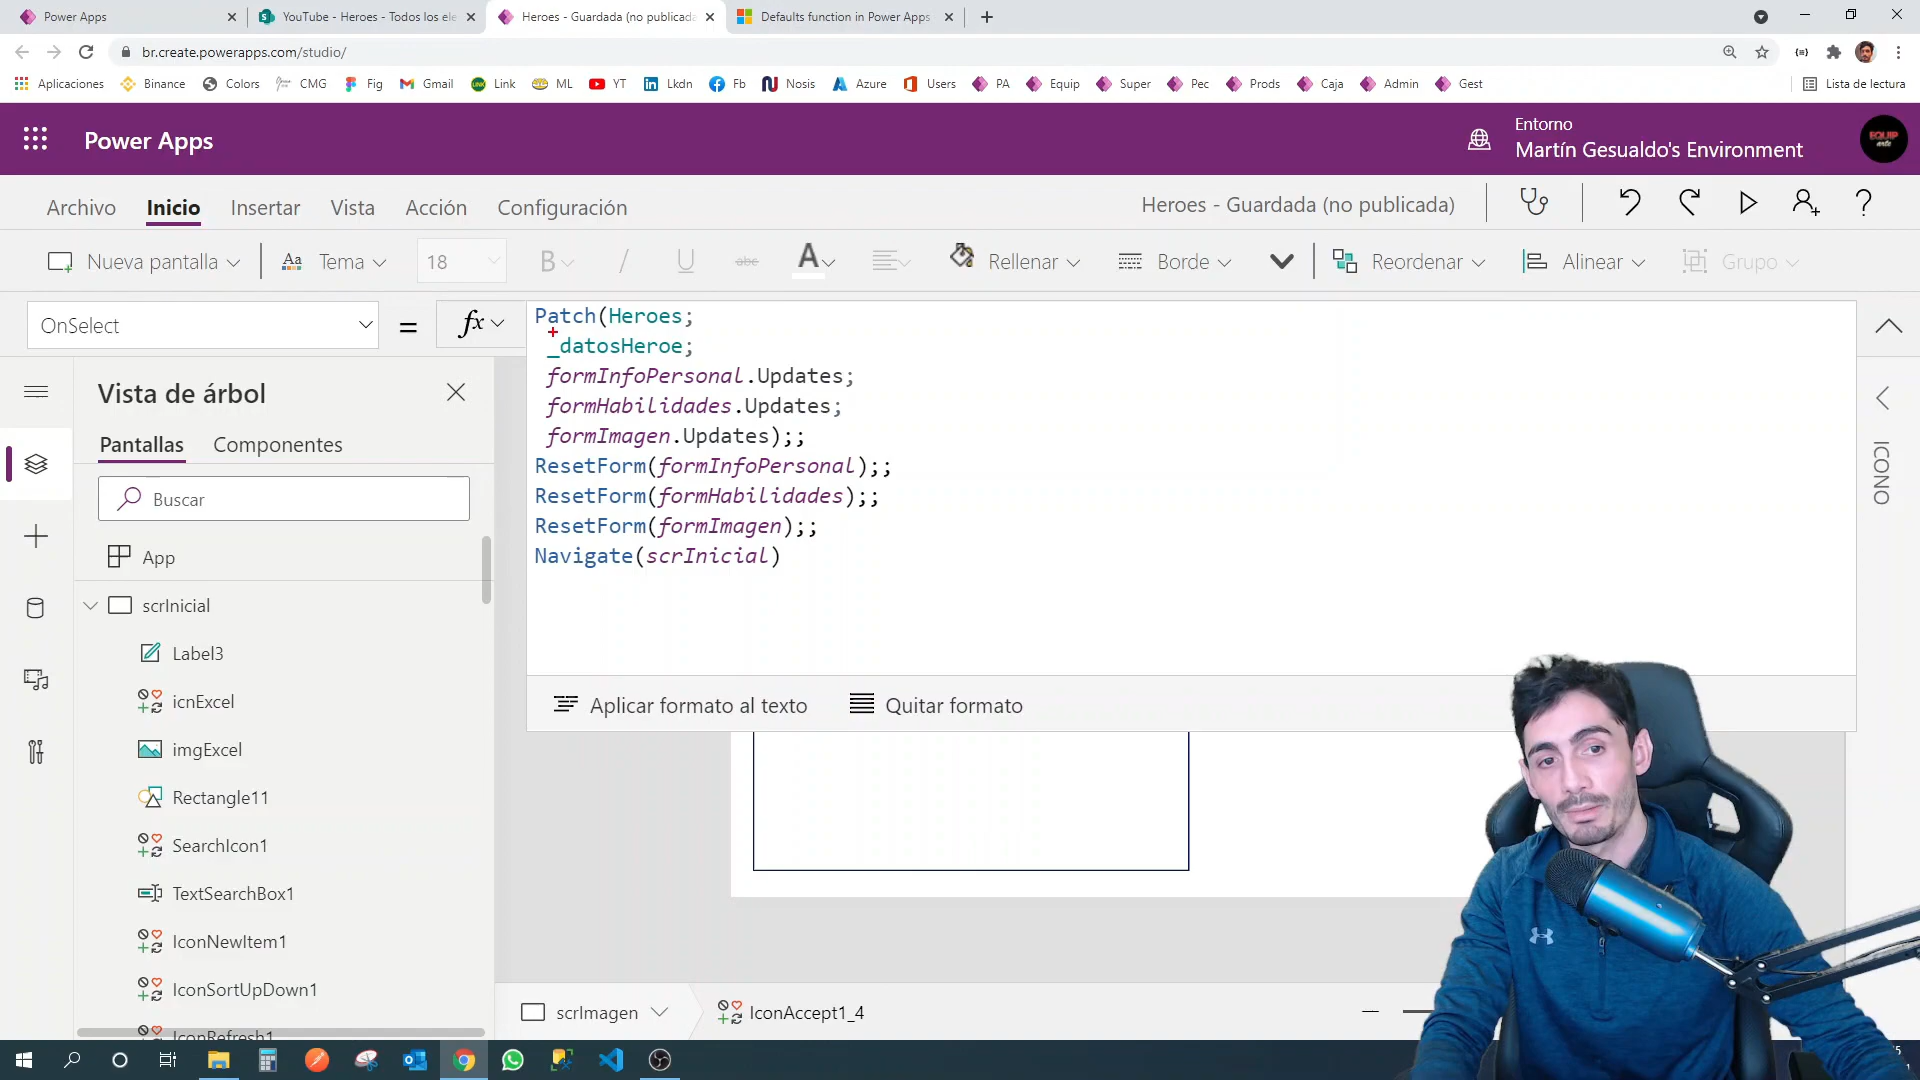 Power Apps
YouTube - Heroes - Todos los ele
Heroes - Guardada (no publicada
Defaults function in Power Apps
br.create.powerapps.com/studio/
Aplicaciones
Binance
Colors
CMG
Fig
Gmail
Link
ML
YT
Lkdn
Fb
Nosis
Azure
Users
PA
Equip
Super
Pec
Prods
Caja
Admin
Gest
Lista de lectura
Power Apps
Entorno
Martín Gesualdo's Environment
EQUIP
arte
Archivo
Inicio
Insertar
Vista
Acción
Configuración
Heroes - Guardada (no publicada)
Nueva pantalla
Tema
18
B
I
U
abc
A
Rellenar
Borde
Reordenar
Alinear
Grupo
OnSelect
=
fx
Patch(Heroes;
_datosHeroe;
formInfoPersonal.Updates;
formHabilidades.Updates;
formImagen.Updates);;
ResetForm(formInfoPersonal);;
ResetForm(formHabilidades);;
ResetForm(formImagen);;
Navigate(scrInicial)
Aplicar formato al texto
Quitar formato
ICONO
Vista de árbol
Pantallas
Componentes
Buscar
App
scrInicial
Label3
icnExcel
imgExcel
Rectangle11
SearchIcon1
TextSearchBox1
IconNewItem1
IconSortUpDown1
IconRefresh1
scrImagen
IconAccept1_4